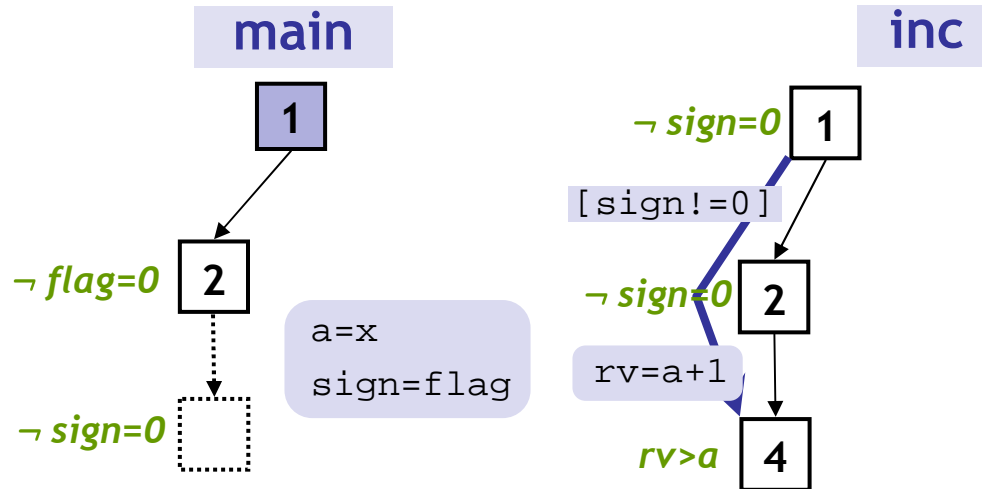 main
1
¬ flag=0
2
a=x
sign=flag
¬ sign=0
inc
¬ sign=0
1
[sign!=0]
¬ sign=0
2
rv=a+1
rv>a
4